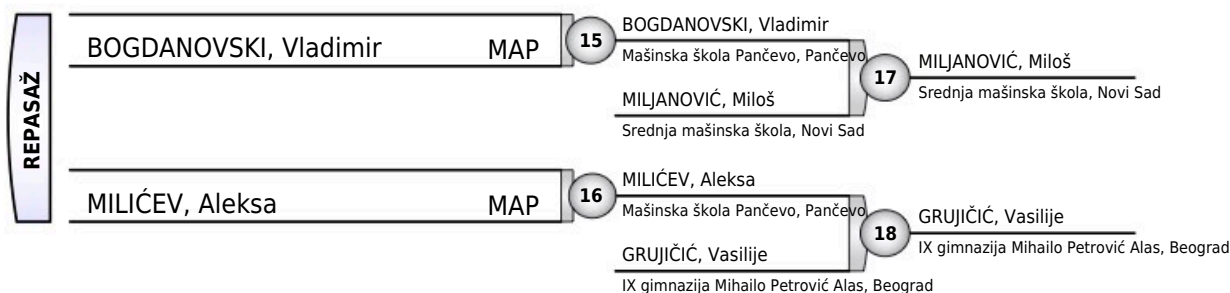 REPASAŽ
BOGDANOVSKI, Vladimir MAP
15
BOGDANOVSKI, Vladimir
Mašinska škola Pančevo, Pančevo
MILJANOVIĆ, Miloš
Srednja mašinska škola, Novi Sad
17
MILJANOVIĆ, Miloš
Srednja mašinska škola, Novi Sad
MILIĆEV, Aleksa MAP
16
MILIĆEV, Aleksa
Mašinska škola Pančevo, Pančevo
GRUJIČIĆ, Vasilije
IX gimnazija Mihailo Petrović Alas, Beograd
18
GRUJIČIĆ, Vasilije
IX gimnazija Mihailo Petrović Alas, Beograd